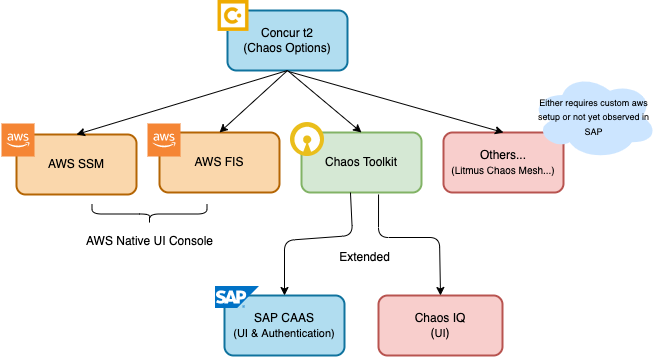 Concur t2
(Chaos Options)
Either requires custom aws
setup or not yet observed in
SAP
aws
AWS SSM
aws
AWS FIS
Chaos Toolkit
Others...
(Litmus Chaos Mesh...)
AWS Native UI Console
Extended
SAP
SAP CAAS
(UI & Authentication)
Chaos IQ
(UI)